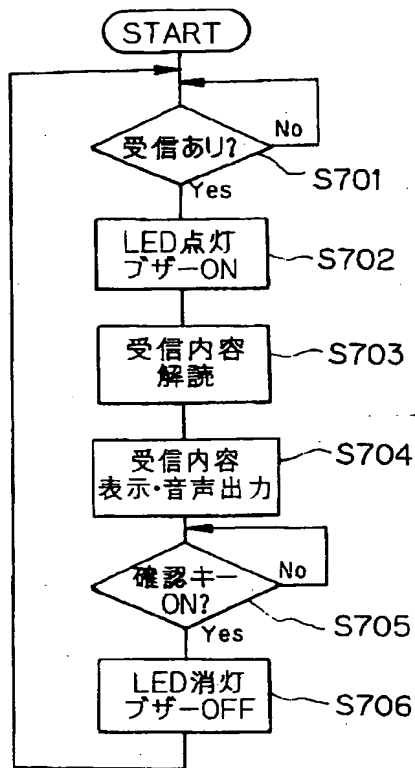 START
受信あり?
No
S701
Yes
LED点灯
ブザーON
S702
受信内容
解読
S703
受信内容
表示・音声出力
S704
確認キー
ON?
No
S705
Yes
LED消灯
ブザーOFF
S706